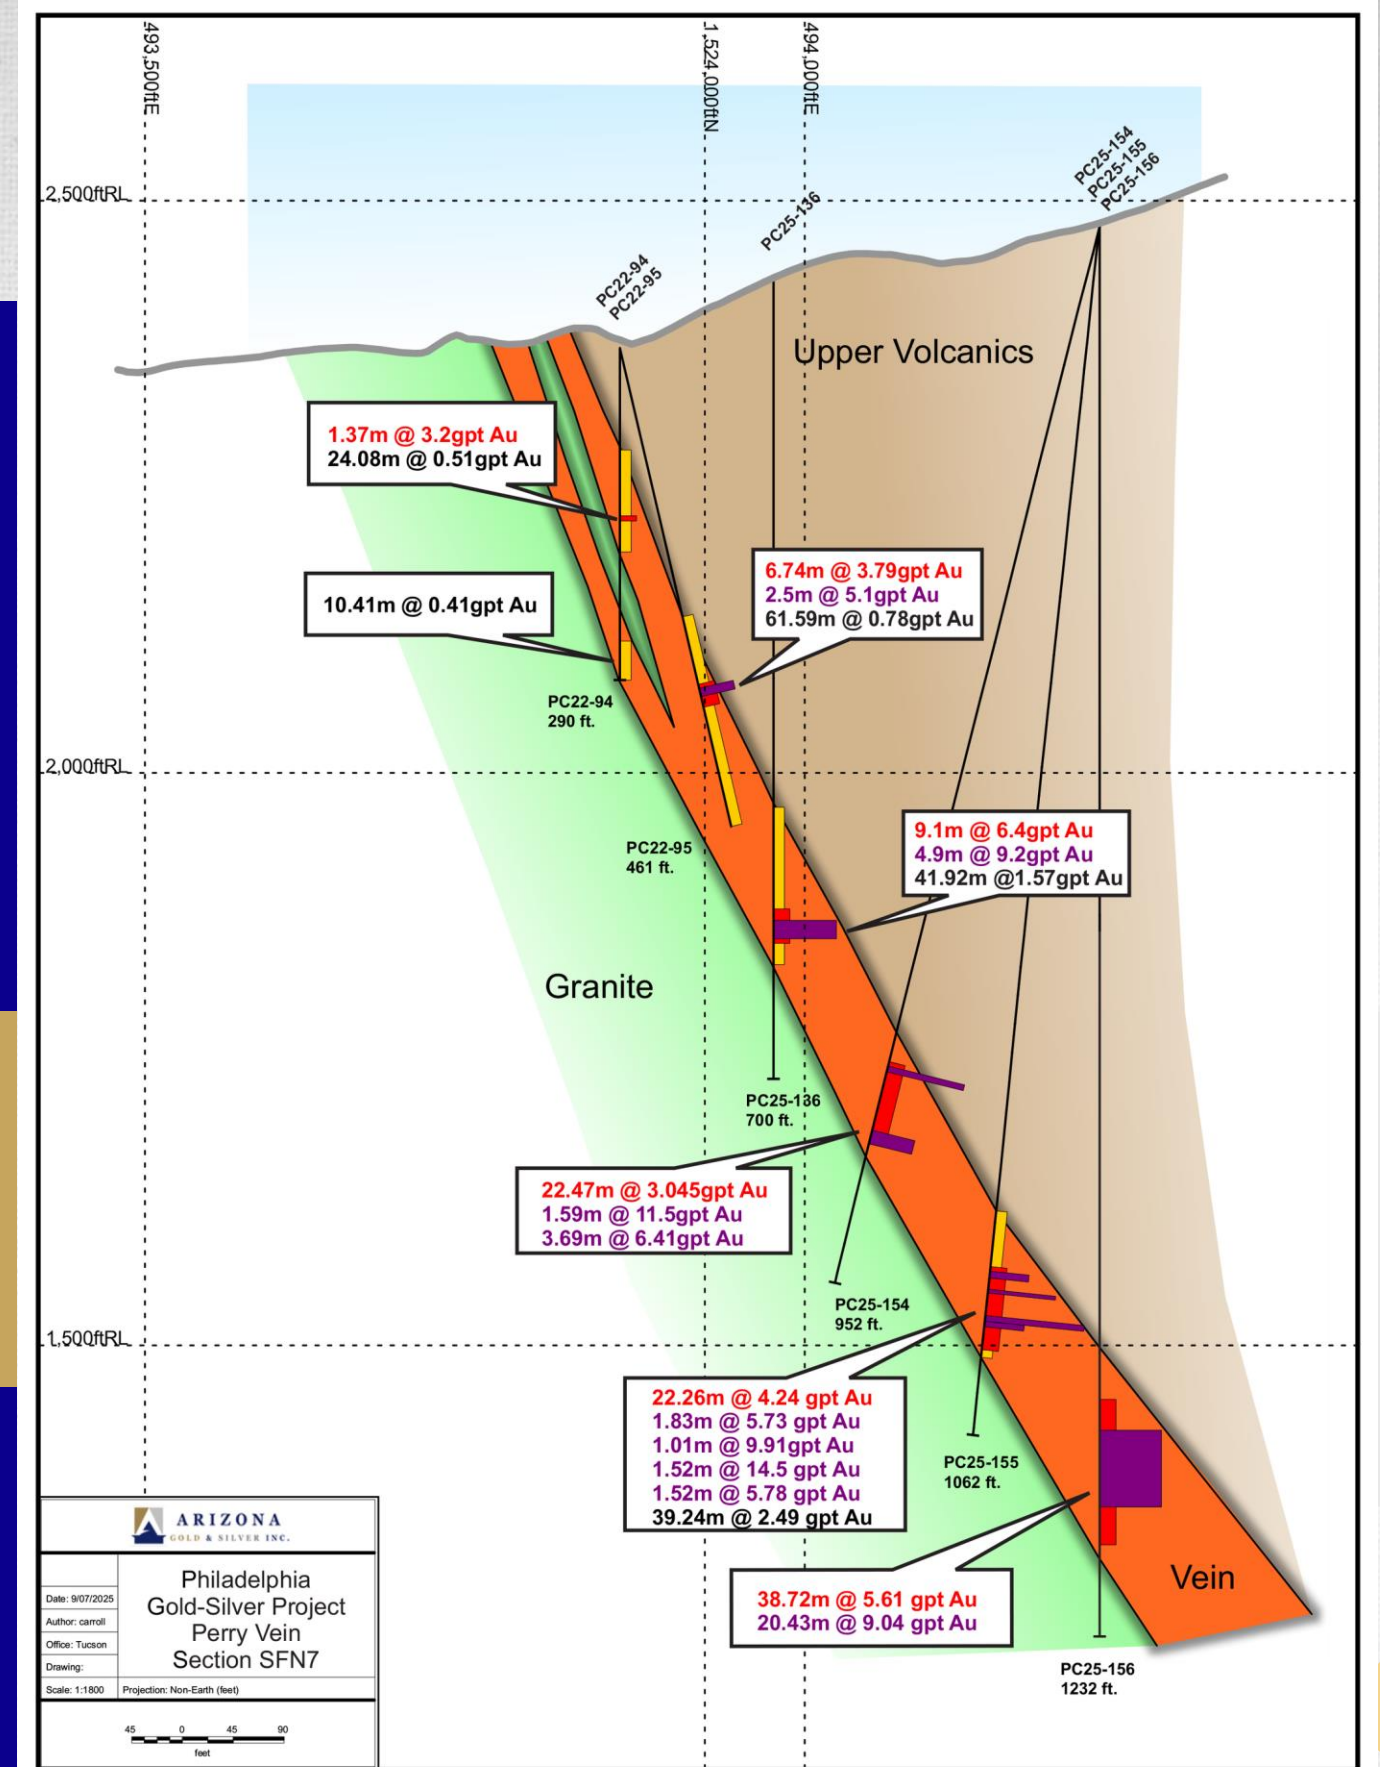 493,500ftE
1,524,000ftN
494,000ftE
2,500ftRL
PC25-154
PC25-155
PC25-156
PC25-136
PC22-94
PC22-95
Upper Volcanics
1.37m @ 3.2gpt Au
24.08m @ 0.51gpt Au
6.74m @ 3.79gpt Au
2.5m @ 5.1gpt Au
61.59m @ 0.78gpt Au
10.41m @ 0.41gpt Au
PC22-94
290 ft.
2,000ftRL
PC22-95
461 ft.
9.1m @ 6.4gpt Au
4.9m @ 9.2gpt Au
41.92m @1.57gpt Au
Granite
PC25-136
700 ft.
22.47m @ 3.045gpt Au
1.59m @ 11.5gpt Au
3.69m @ 6.41gpt Au
PC25-154
952 ft.
1,500ftRL
22.26m @ 4.24 gpt Au
1.83m @ 5.73 gpt Au
1.01m @ 9.91gpt Au
1.52m @ 14.5 gpt Au
1.52m @ 5.78 gpt Au
39.24m @ 2.49 gpt Au
PC25-155
1062 ft.
38.72m @ 5.61 gpt Au
20.43m @ 9.04 gpt Au
Vein
PC25-156
1232 ft.
ARIZONA
GOLD & SILVER INC.
Philadelphia
Gold-Silver Project
Perry Vein
Section SFN7
Date: 9/07/2025
Author: carroll
Office: Tucson
Drawing:
Scale: 1:1800
Projection: Non-Earth (feet)
45 0 45 90
feet